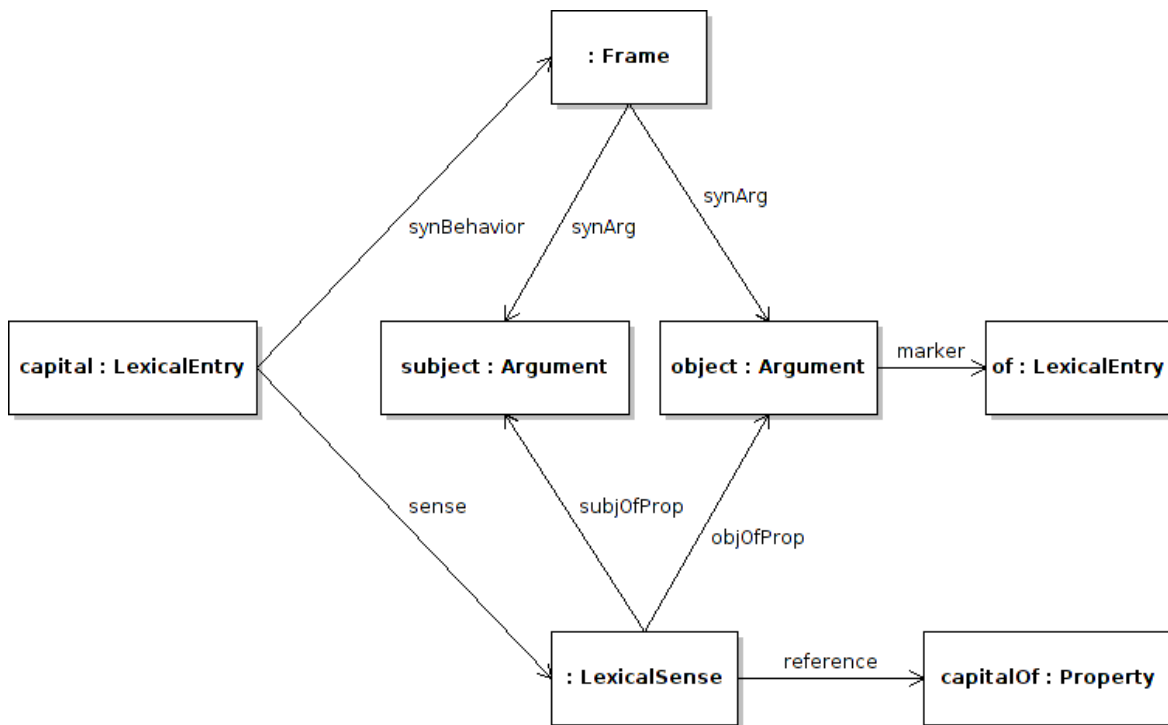 : Frame
synArg
synBehavior
synArg
capital : LexicalEntry
subject : Argument
object : Argument
marker
of : LexicalEntry
sense
subjOfProp
objOfProp
: LexicalSense
reference
capitalOf : Property